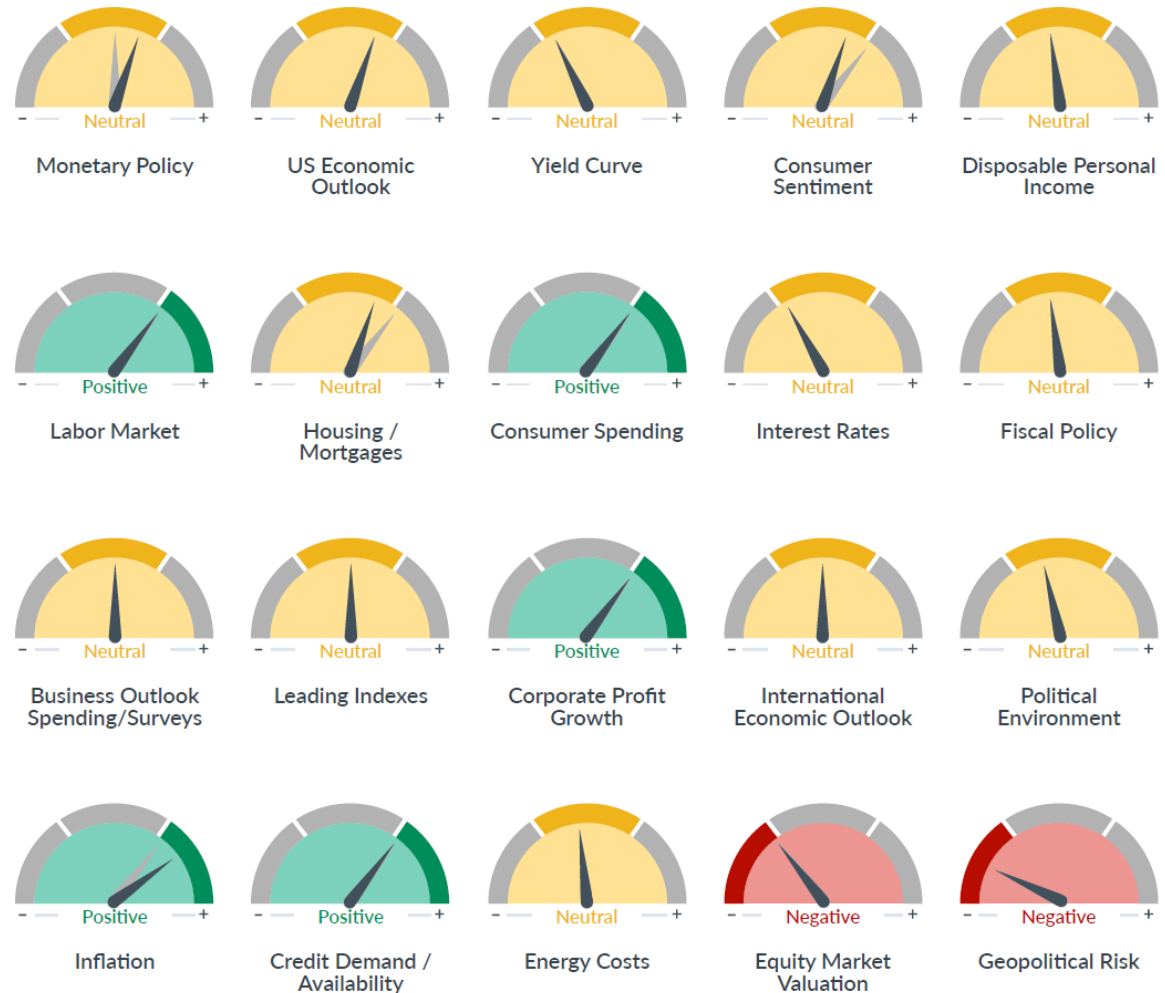 - Neutral +
Monetary Policy
- Neutral +
US Economic
Outlook
- Neutral +
Yield Curve
- Neutral +
Consumer
Sentiment
- Neutral +
Disposable Personal
Income
- Positive +
Labor Market
- Neutral +
Housing /
Mortgages
- Positive +
Consumer Spending
- Neutral +
Interest Rates
- Neutral +
Fiscal Policy
- Neutral +
Business Outlook
Spending/Surveys
- Neutral +
Leading Indexes
- Positive +
Corporate Profit
Growth
- Neutral +
International
Economic Outlook
- Neutral +
Political
Environment
- Positive +
Inflation
- Positive +
Credit Demand /
Availability
- Neutral +
Energy Costs
- Negative +
Equity Market
Valuation
- Negative +
Geopolitical Risk